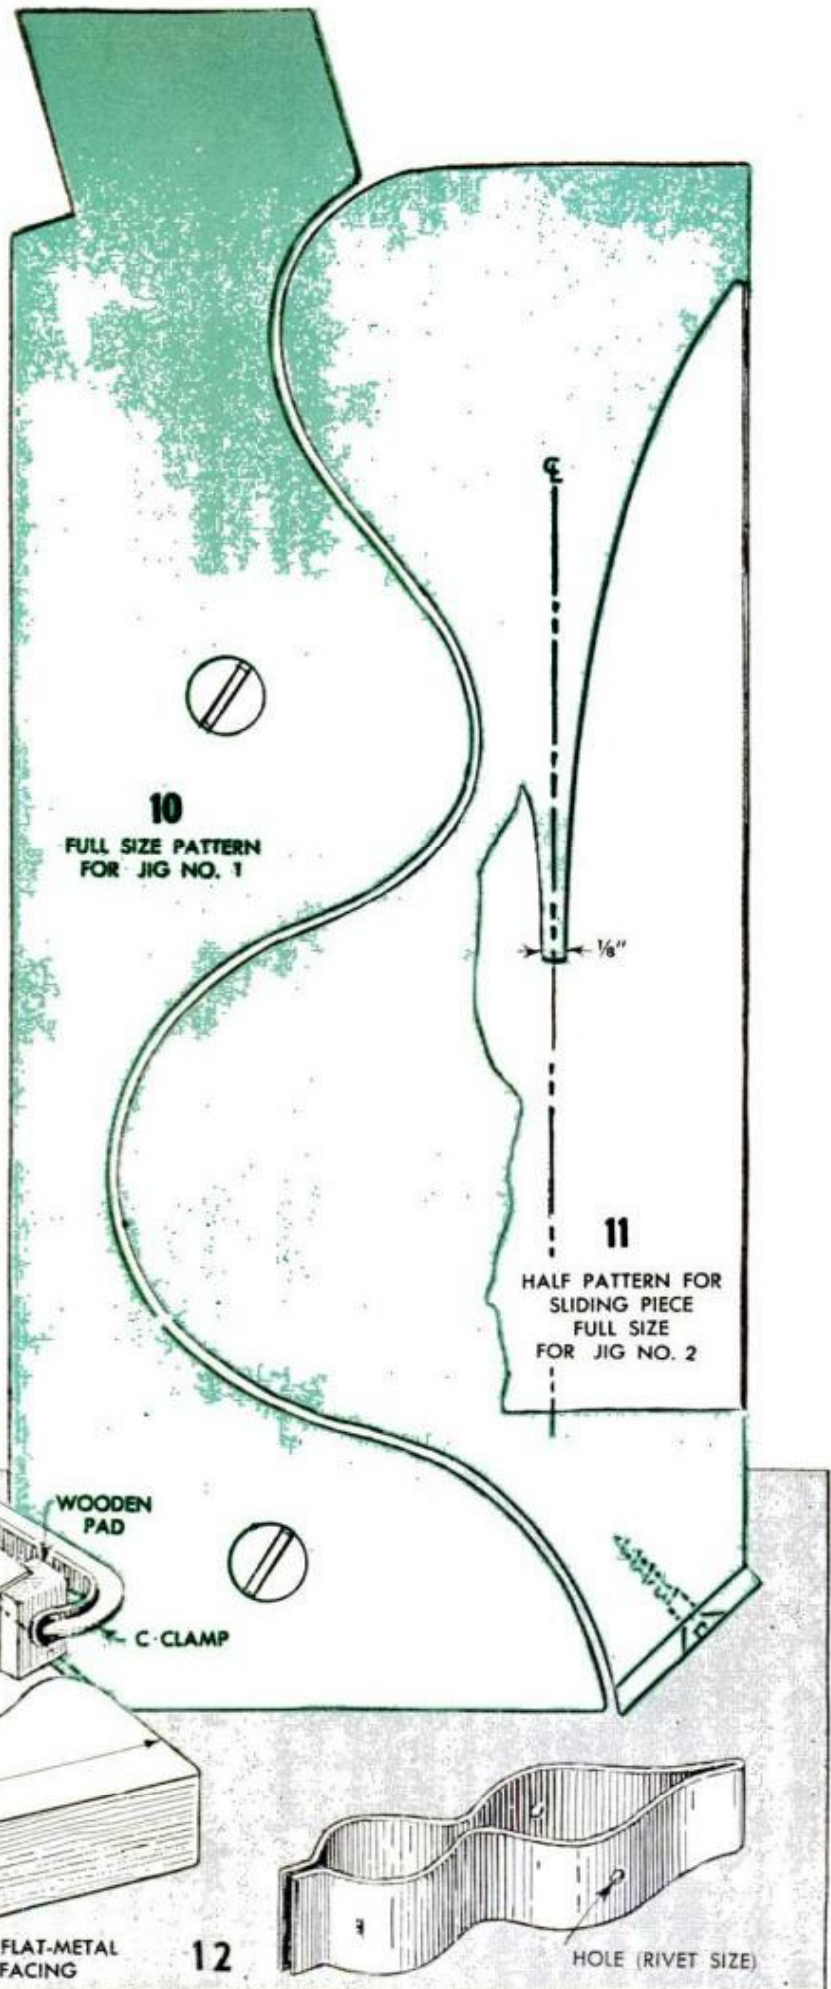 ℄
10
FULL SIZE PATTERN
FOR JIG NO. 1
1/8"
11
HALF PATTERN FOR
SLIDING PIECE
FULL SIZE
FOR JIG NO. 2
WOODEN
PAD
C-CLAMP
FLAT-METAL
FACING
12
HOLE (RIVET SIZE)